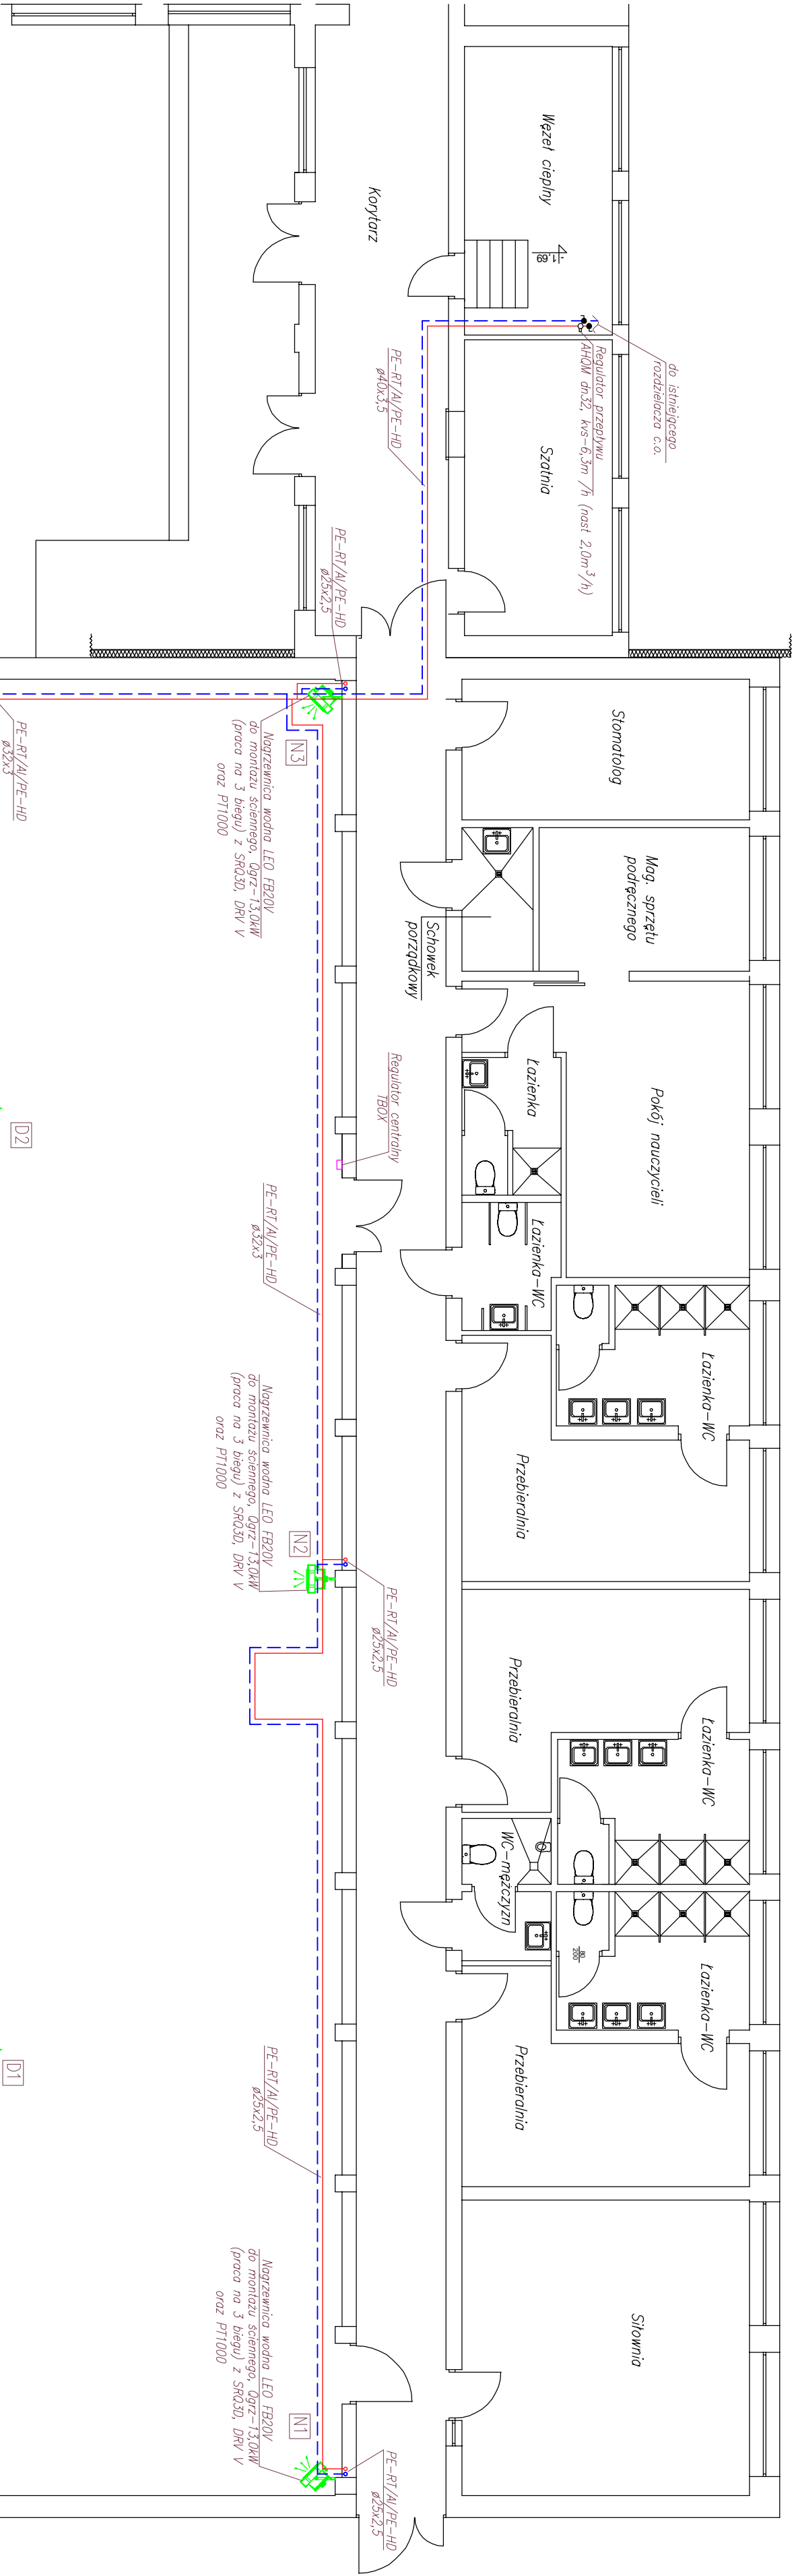 do istniejącego
rozdzielacza c.o.
Regulator przepływu
AHQM dn32, kvs-6,3m /h (nast 2,0m³/h)
Węzeł cieplny
-1,69
Szatnia
Korytarz
PE-RT/Al/PE-HD
ø40x3,5
PE-RT/Al/PE-HD
ø25x2,5
Stomatolog
Mag. sprzętu
podręcznego
Schowek
porządkowy
Pokój nauczycieli
Łazienka
Łazienka-WC
Łazienka-WC
Przebieralnia
Przebieralnia
Łazienka-WC
WC-mężczyzn
80
200
Łazienka-WC
Przebieralnia
Siłownia
N3
Nagrzewnica wodna LEO FB20V
do montażu ściennego, Qgrz-13,0kW
(praca na 3 biegu) z SRQ3D, DRV V
oraz PT1000
PE-RT/Al/PE-HD
ø32x3
Regulator centralny
TBOX
D2
PE-RT/Al/PE-HD
ø32x3
N2
Nagrzewnica wodna LEO FB20V
do montażu ściennego, Qgrz-13,0kW
(praca na 3 biegu) z SRQ3D, DRV V
oraz PT1000
PE-RT/Al/PE-HD
ø25x2,5
PE-RT/Al/PE-HD
ø25x2,5
D1
N1
Nagrzewnica wodna LEO FB20V
do montażu ściennego, Qgrz-13,0kW
(praca na 3 biegu) z SRQ3D, DRV V
oraz PT1000
PE-RT/Al/PE-HD
ø25x2,5